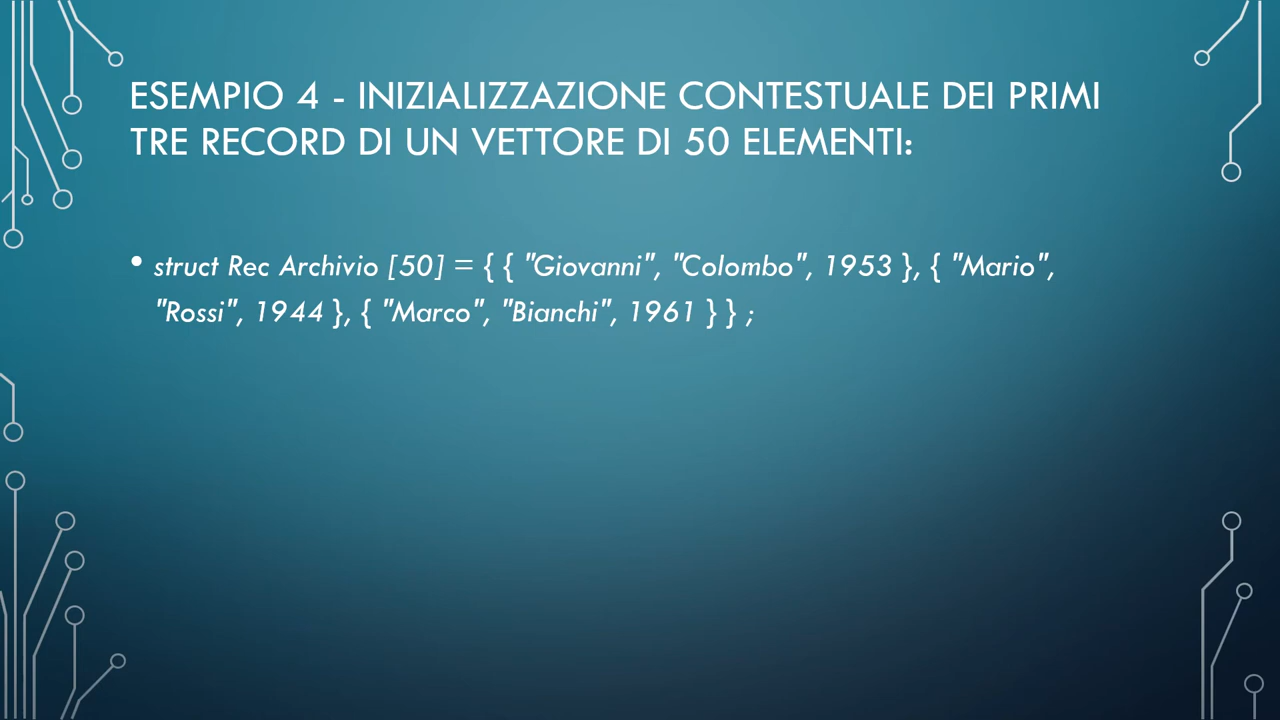 ESEMPIO 4 - INIZIALIZZAZIONE CONTESTUALE DEI PRIMI
TRE RECORD DI UN VETTORE DI 50 ELEMENTI:
• struct Rec Archivio [50] = { { "Giovanni", "Colombo", 1953 }, { "Mario",
"Rossi", 1944 }, { "Marco", "Bianchi", 1961 } } ;